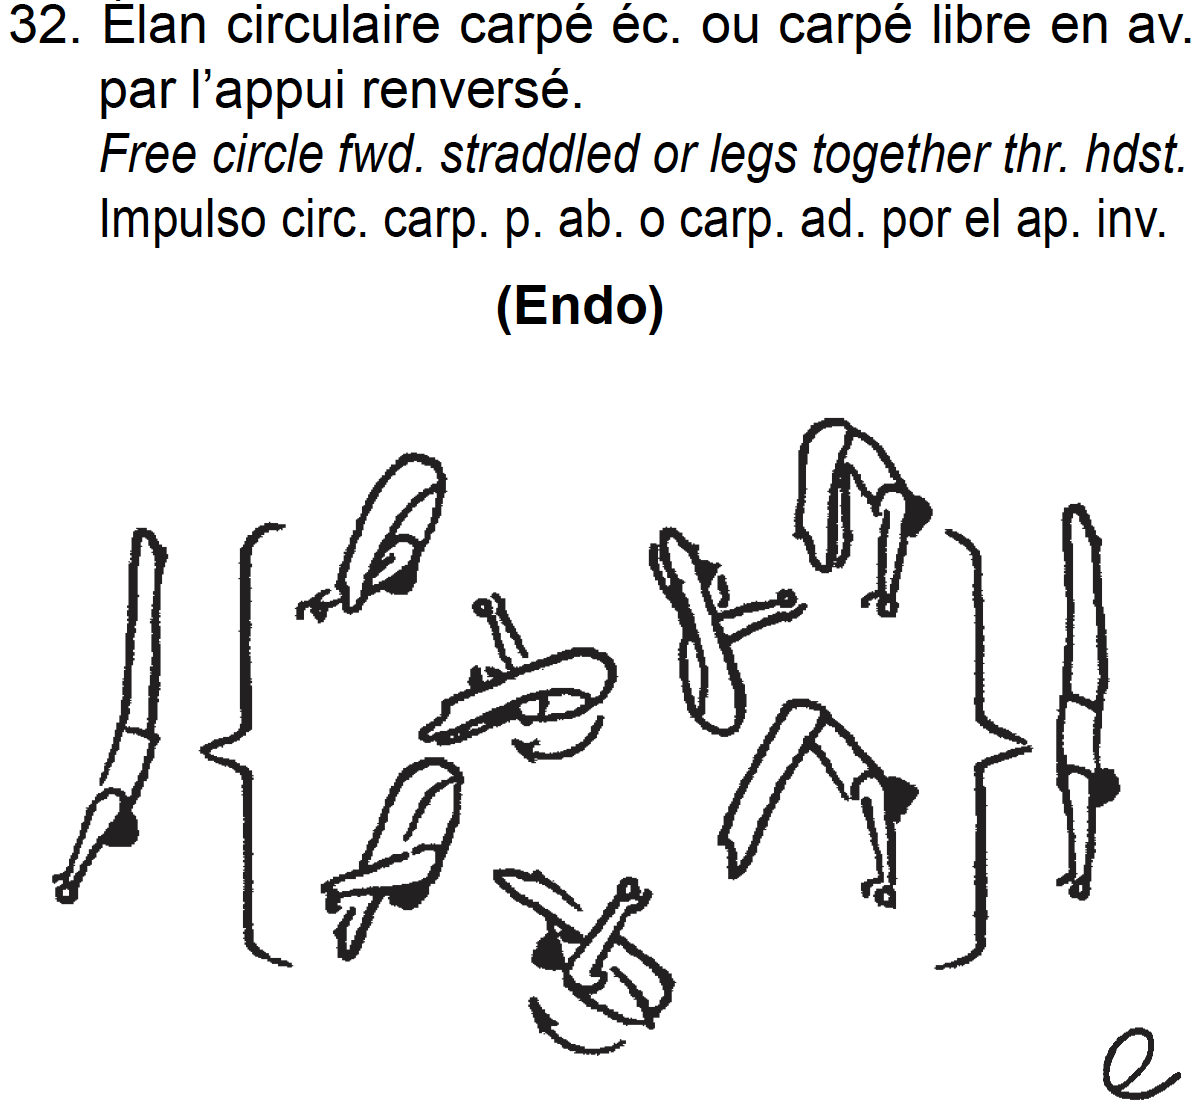 32. Élan circulaire carpé éc. ou carpé libre en av.
par l’appui renversé.
Free circle fwd. straddled or legs together thr. hdst.
Impulso circ. carp. p. ab. o carp. ad. por el ap. inv.
(Endo)
e